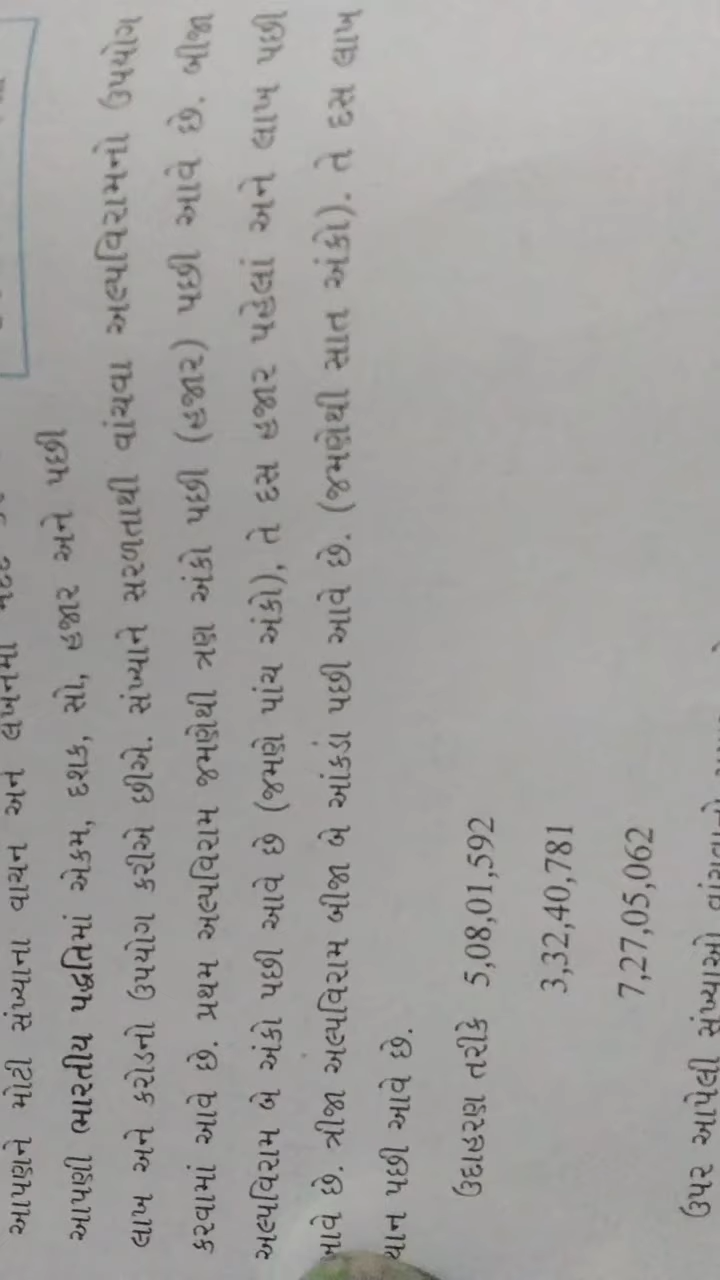 આપણને મોટી સંખ્યાના વાચન અને લેખનમાં મદદ
આપણી ભારતીય પદ્ધતિમાં એકમ, દશક, સો, હજાર અને પછી
લાખ અને કરોડનો ઉપયોગ કરીએ છીએ. સંખ્યાને સરળતાથી વાંચવા અલ્પવિરામનો ઉપયોગ
કરવામાં આવે છે. પ્રથમ અલ્પવિરામ જમણેથી ત્રણ અંકો પછી (હજાર) પછી આવે છે. બીજા
અલ્પવિરામ બે અંકો પછી આવે છે (જમણે પાંચ અંકો), તે દસ હજાર પહેલાં અને લાખ પછી
આવે છે. ત્રીજા અલ્પવિરામ બીજા બે આંકડાં પછી આવે છે. (જમણેથી સાત અંકો). તે દસ લાખ
પછી આવે છે.
ઉદાહરણ તરીકે 5,08,01,592
3,32,40,781
7,27,05,062
ઉપર આપેલી સંખ્યાઓ